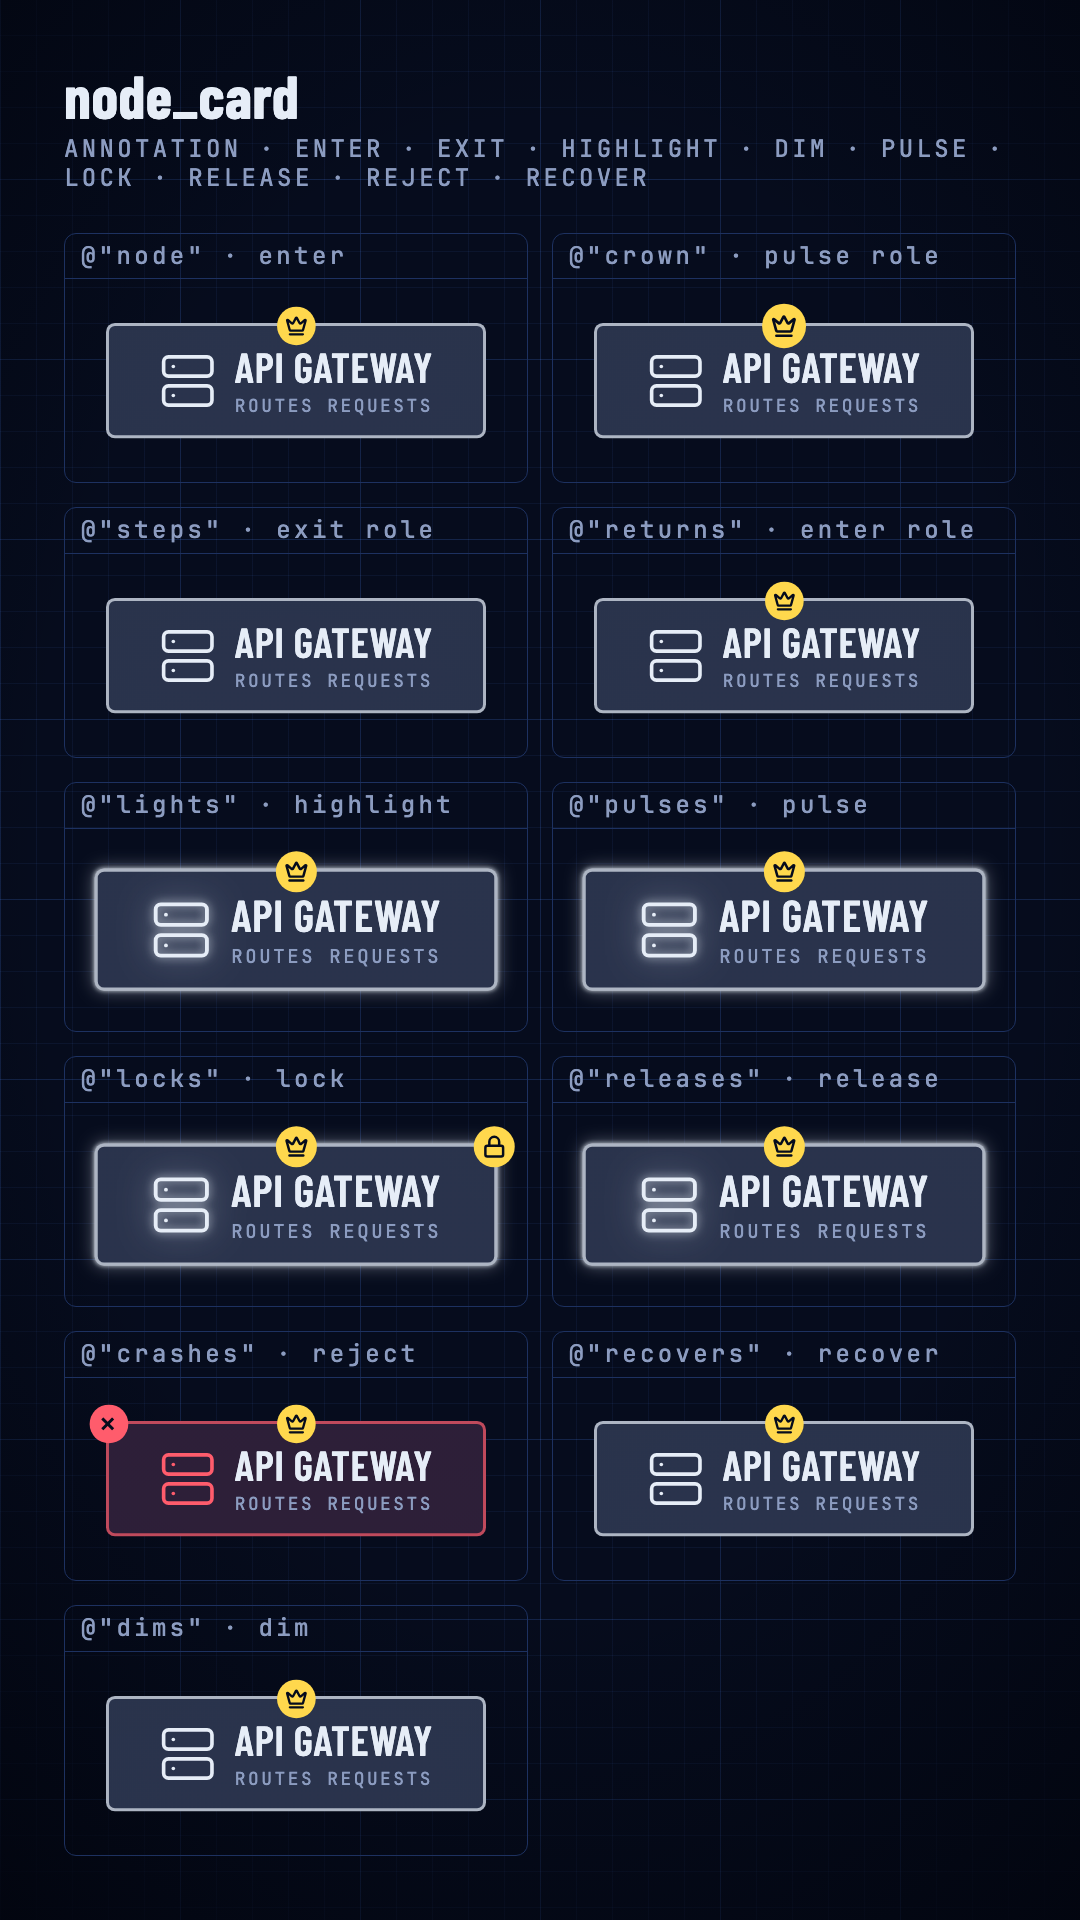 node_card
ANNOTATION · ENTER · EXIT · HIGHLIGHT · DIM · PULSE ·
LOCK · RELEASE · REJECT · RECOVER
@"node" · enter
API GATEWAY
ROUTES REQUESTS
@"crown" · pulse role
API GATEWAY
ROUTES REQUESTS
@"steps" · exit role
API GATEWAY
ROUTES REQUESTS
@"returns" · enter role
API GATEWAY
ROUTES REQUESTS
@"lights" · highlight
API GATEWAY
ROUTES REQUESTS
@"pulses" · pulse
API GATEWAY
ROUTES REQUESTS
@"locks" · lock
API GATEWAY
ROUTES REQUESTS
@"releases" · release
API GATEWAY
ROUTES REQUESTS
@"crashes" · reject
API GATEWAY
ROUTES REQUESTS
@"recovers" · recover
API GATEWAY
ROUTES REQUESTS
@"dims" · dim
API GATEWAY
ROUTES REQUESTS